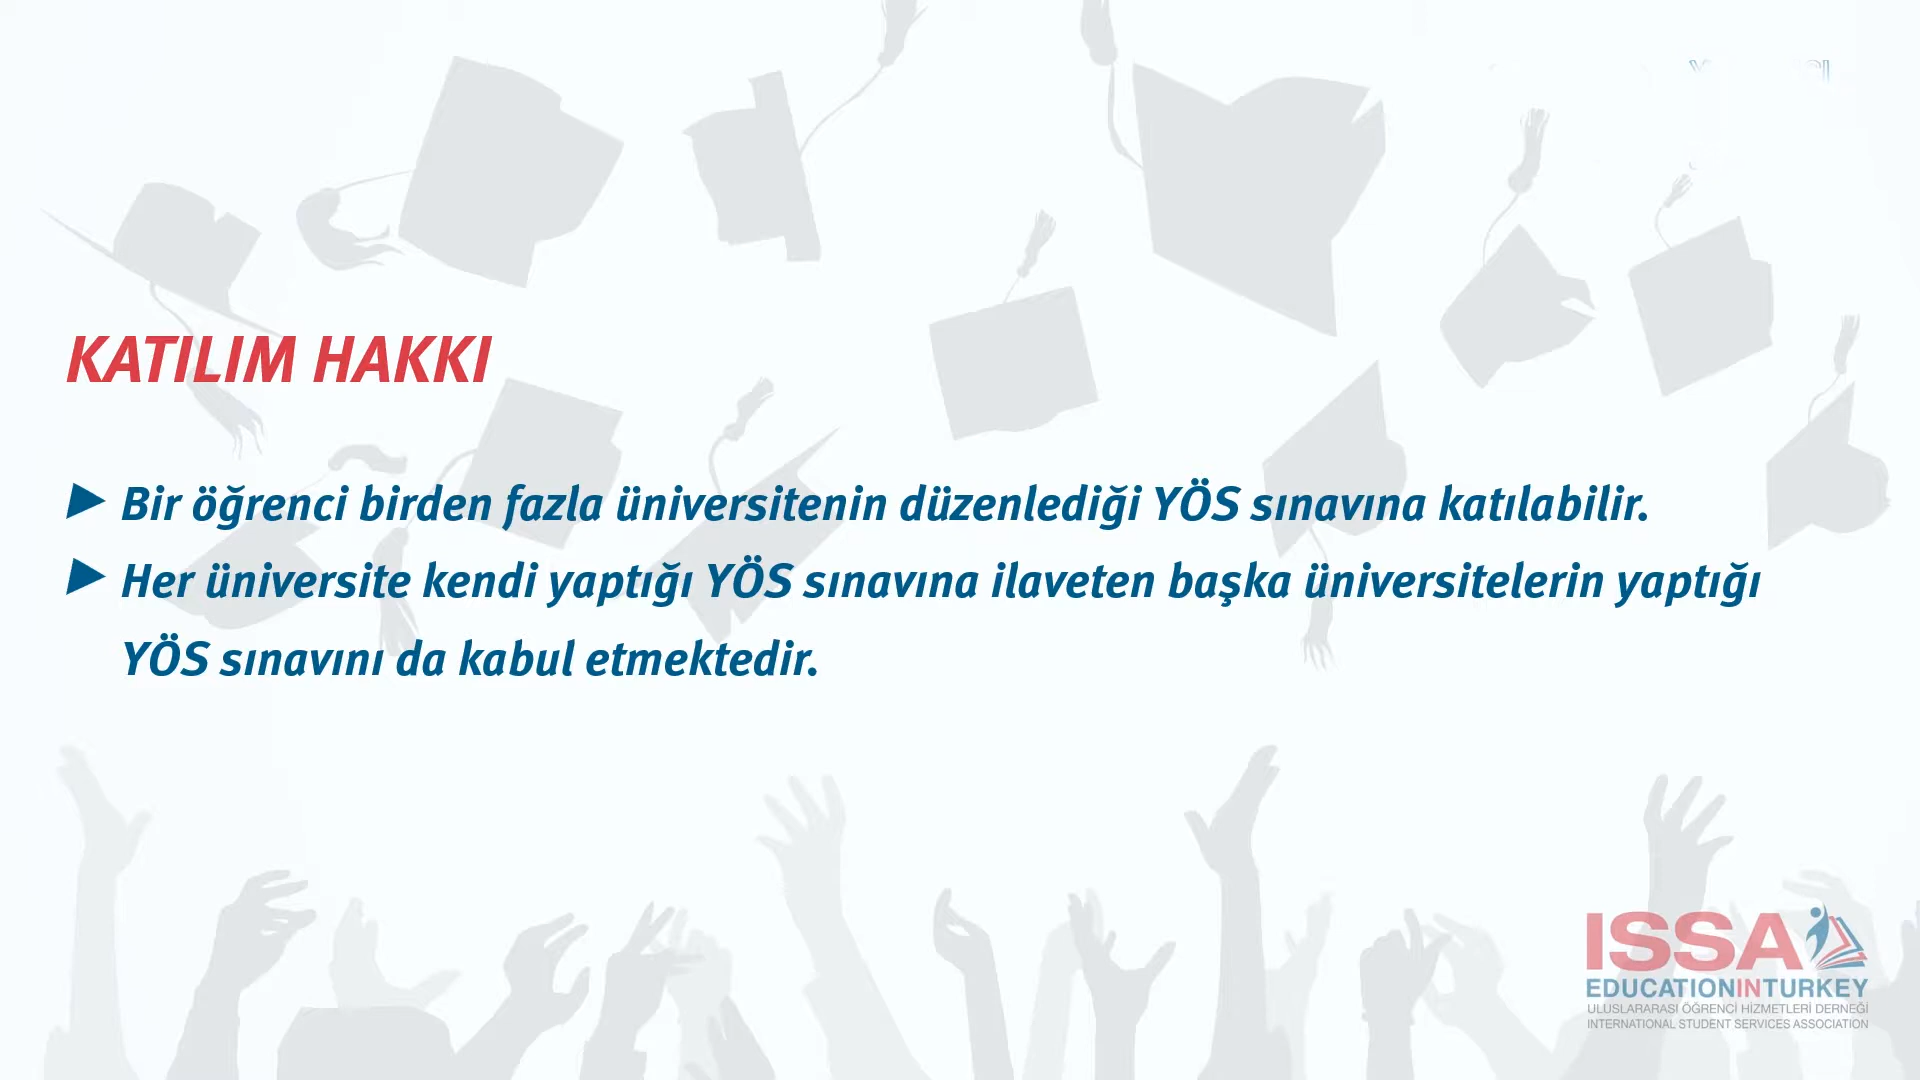 KATILIM HAKKI
Bir öğrenci birden fazla üniversitenin düzenlediği YÖS sınavına katılabilir.
Her üniversite kendi yaptığı YÖS sınavına ilaveten başka üniversitelerin yaptığı
YÖS sınavını da kabul etmektedir.
ISSA
EDUCATIONINTURKEY
ULUSLARARASI ÖĞRENCİ HİZMETLERİ DERNEĞİ
INTERNATIONAL STUDENT SERVICES ASSOCIATION